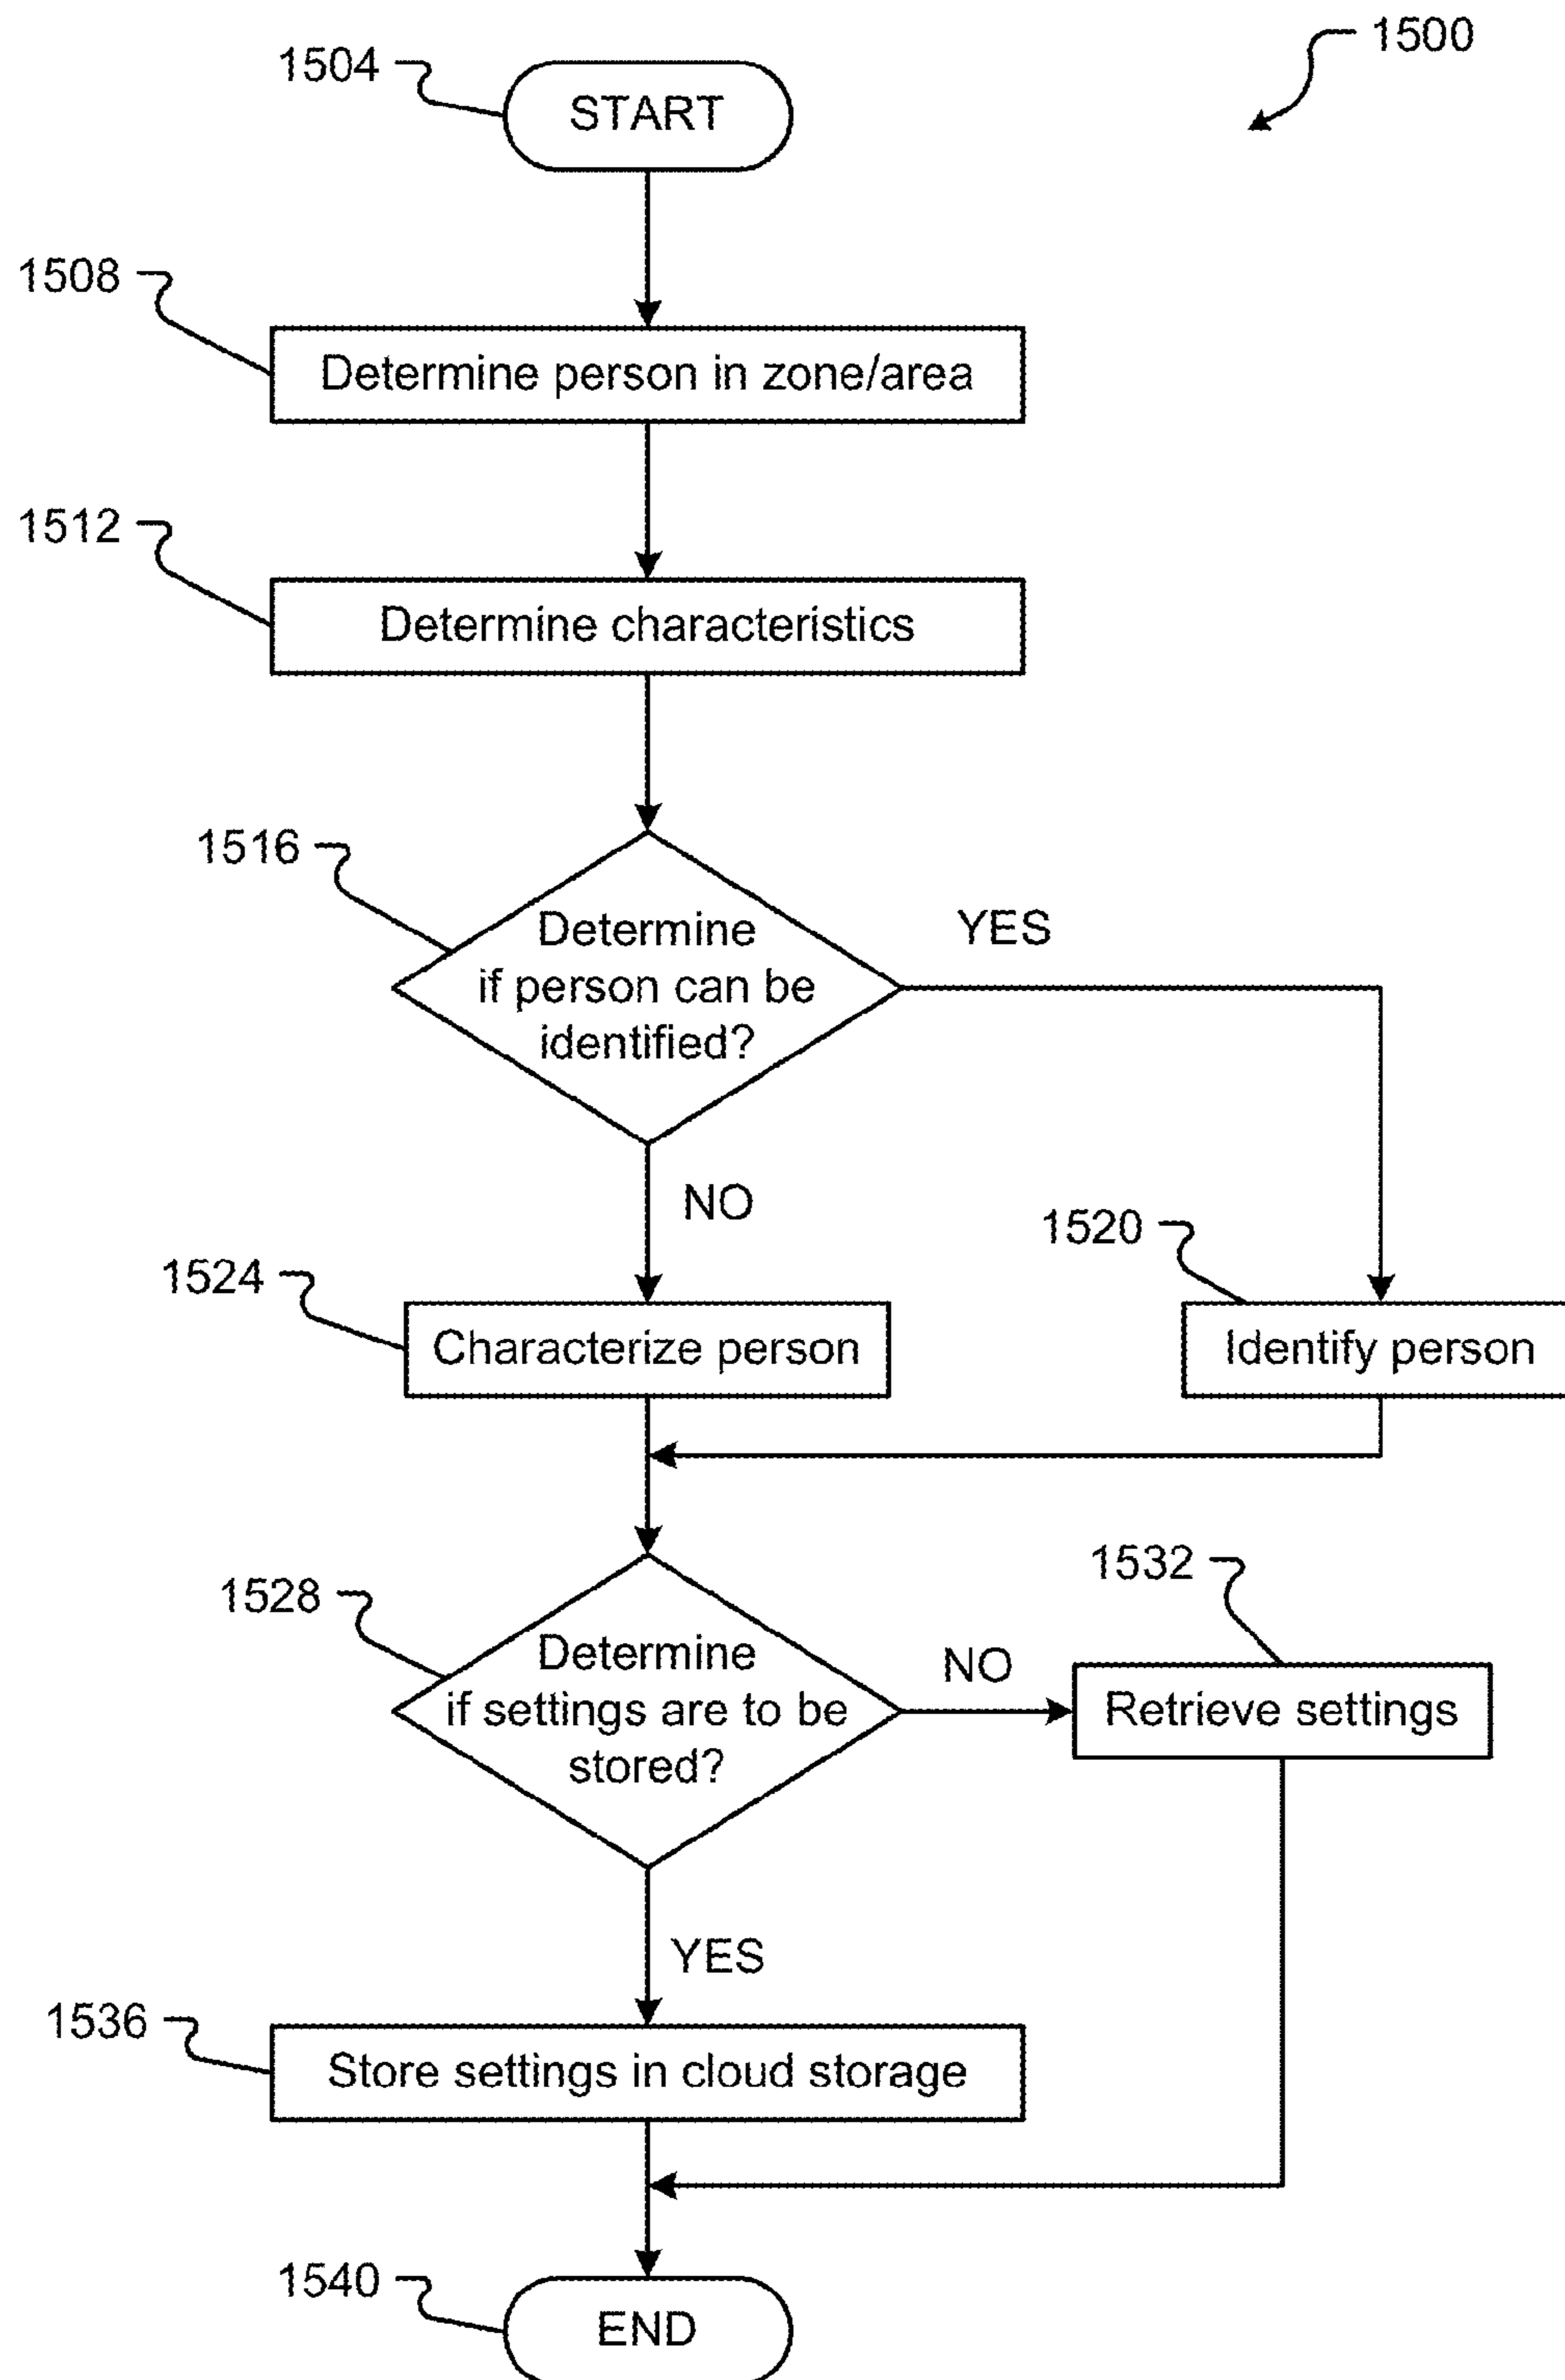 1500
1504
START
1508
Determine person in zone/area
1512
Determine characteristics
1516
Determine
if person can be
identified?
YES
NO
1520
1524
Characterize person
Identify person
1528
Determine
if settings are to be
stored?
NO
1532
Retrieve settings
YES
1536
Store settings in cloud storage
1540
END